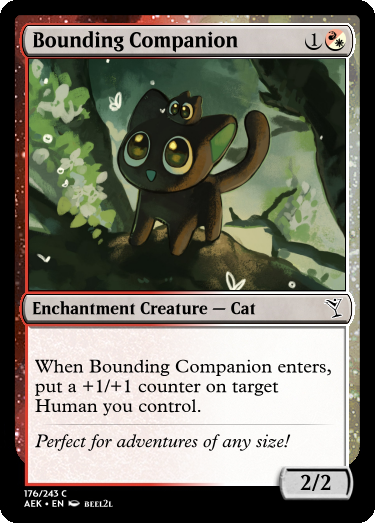 Bounding Companion 1
Enchantment Creature — Cat
When Bounding Companion enters,
put a +1/+1 counter on target
Human you control.
Perfect for adventures of any size!
2/2
176/243 C
AEK • EN BEEL2L